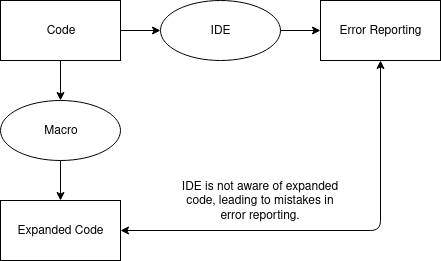 Code
IDE
Error Reporting
Macro
IDE is not aware of expanded
code, leading to mistakes in
error reporting.
Expanded Code